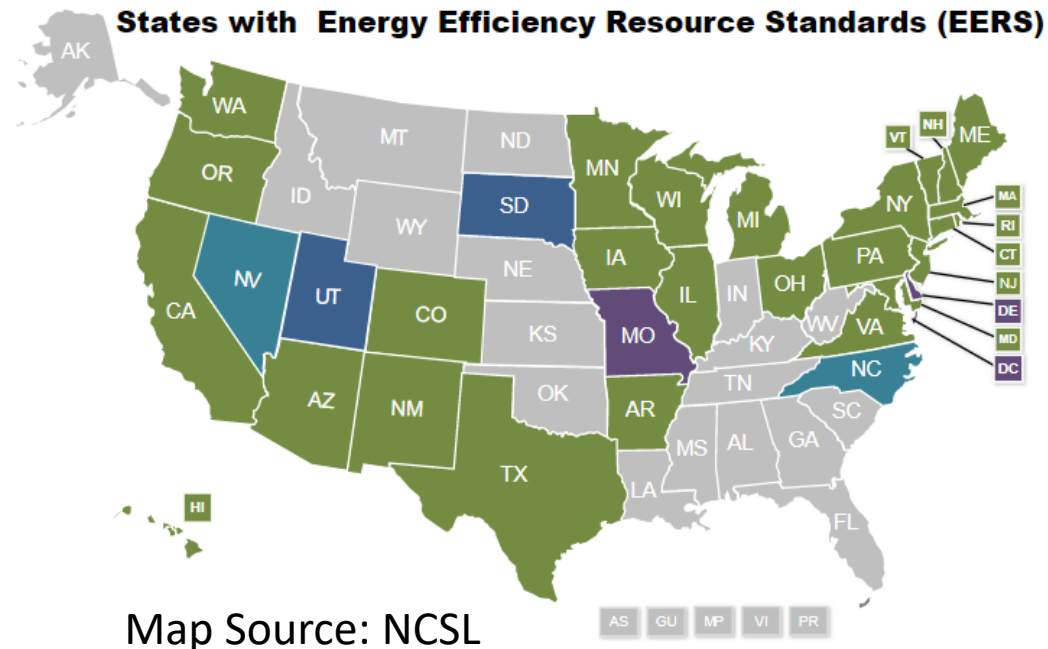 States with Energy Efficiency Resource Standards (EERS)
AK
WA
MT
ND
MN
VT
NH
ME
OR
ID
SD
WI
MI
NY
MA
WY
RI
IA
PA
CT
NV
NE
NJ
UT
IL
IN
OH
DE
CA
CO
WV
VA
MD
KS
MO
KY
DC
NC
TN
AZ
NM
OK
AR
SC
MS
AL
GA
TX
LA
HI
FL
AS GU MP VI PR
Map Source: NCSL